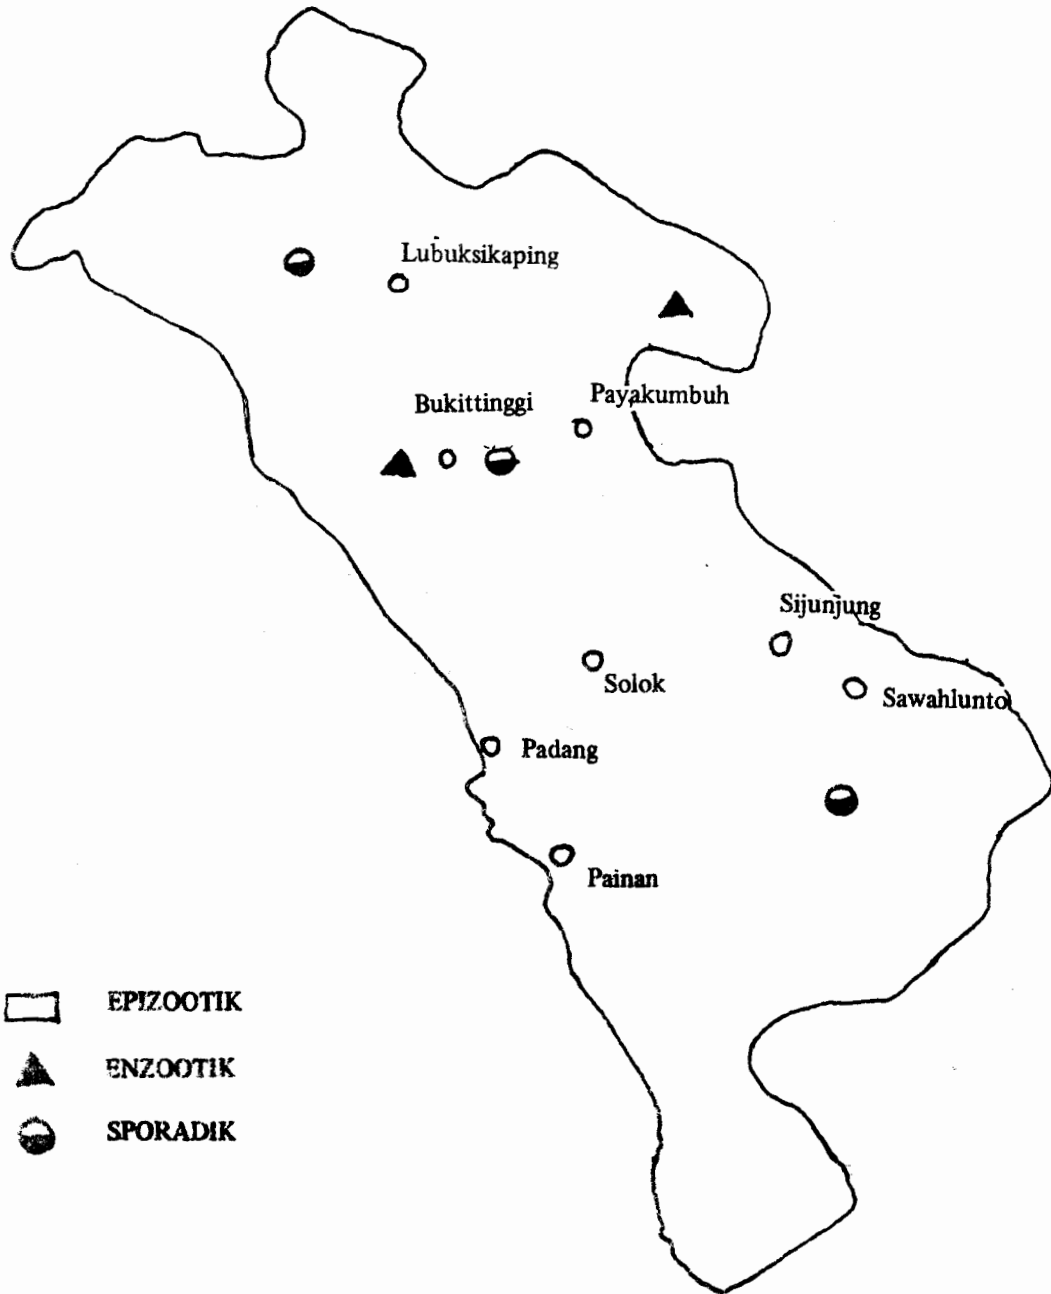 Lubuksikaping
Payakumbuh
Bukittinggi
Sijunjung
Solok
Sawahlunto
Padang
Painan
EPIZOOTIK
ENZOOTIK
SPORADIK